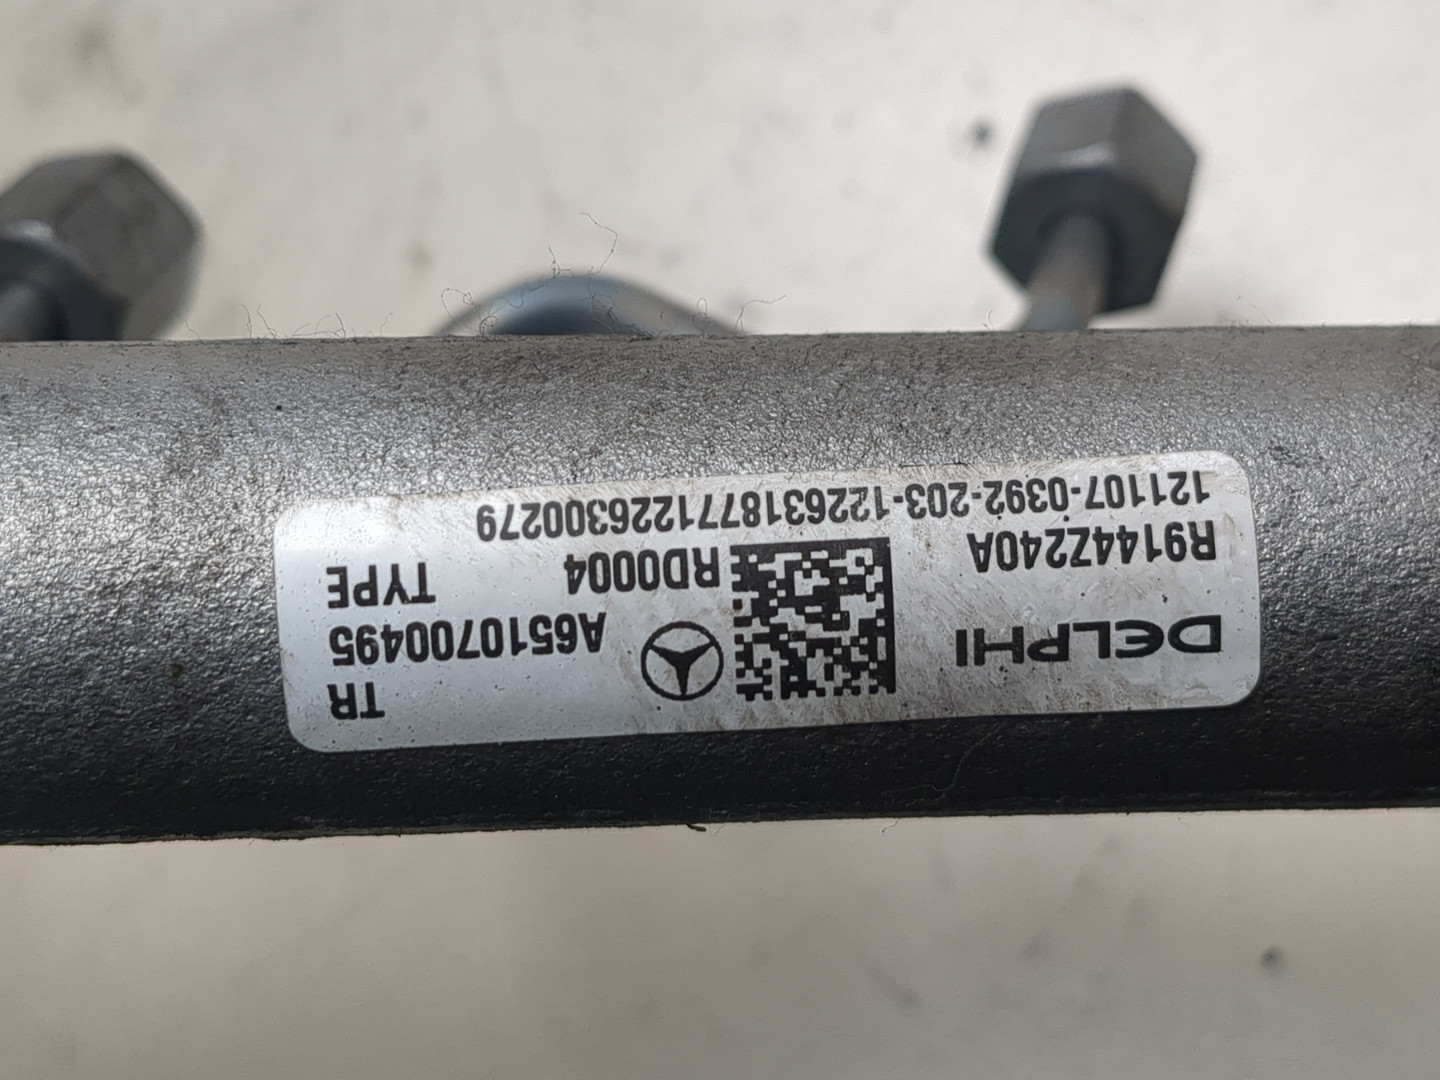 TR
DELPHI A6510700495
R9144Z240A RD0004 TYPE
121107-0392-203-1226318771226300279